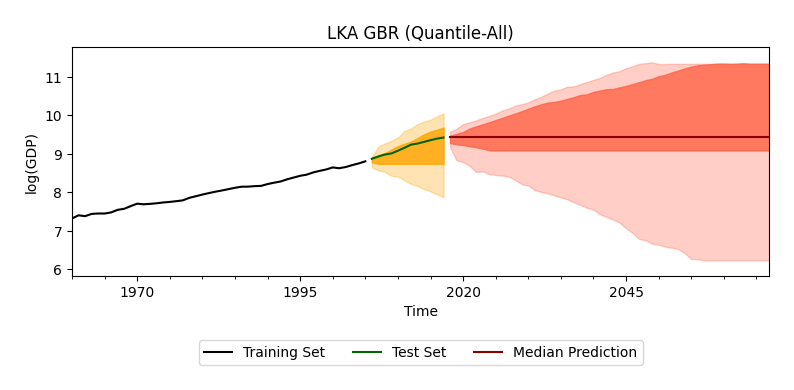 LKA GBR (Quantile-All)
11
10
9
8
7
6
log(GDP)
1970
1995
2020
2045
Time
Training Set
Test Set
Median Prediction